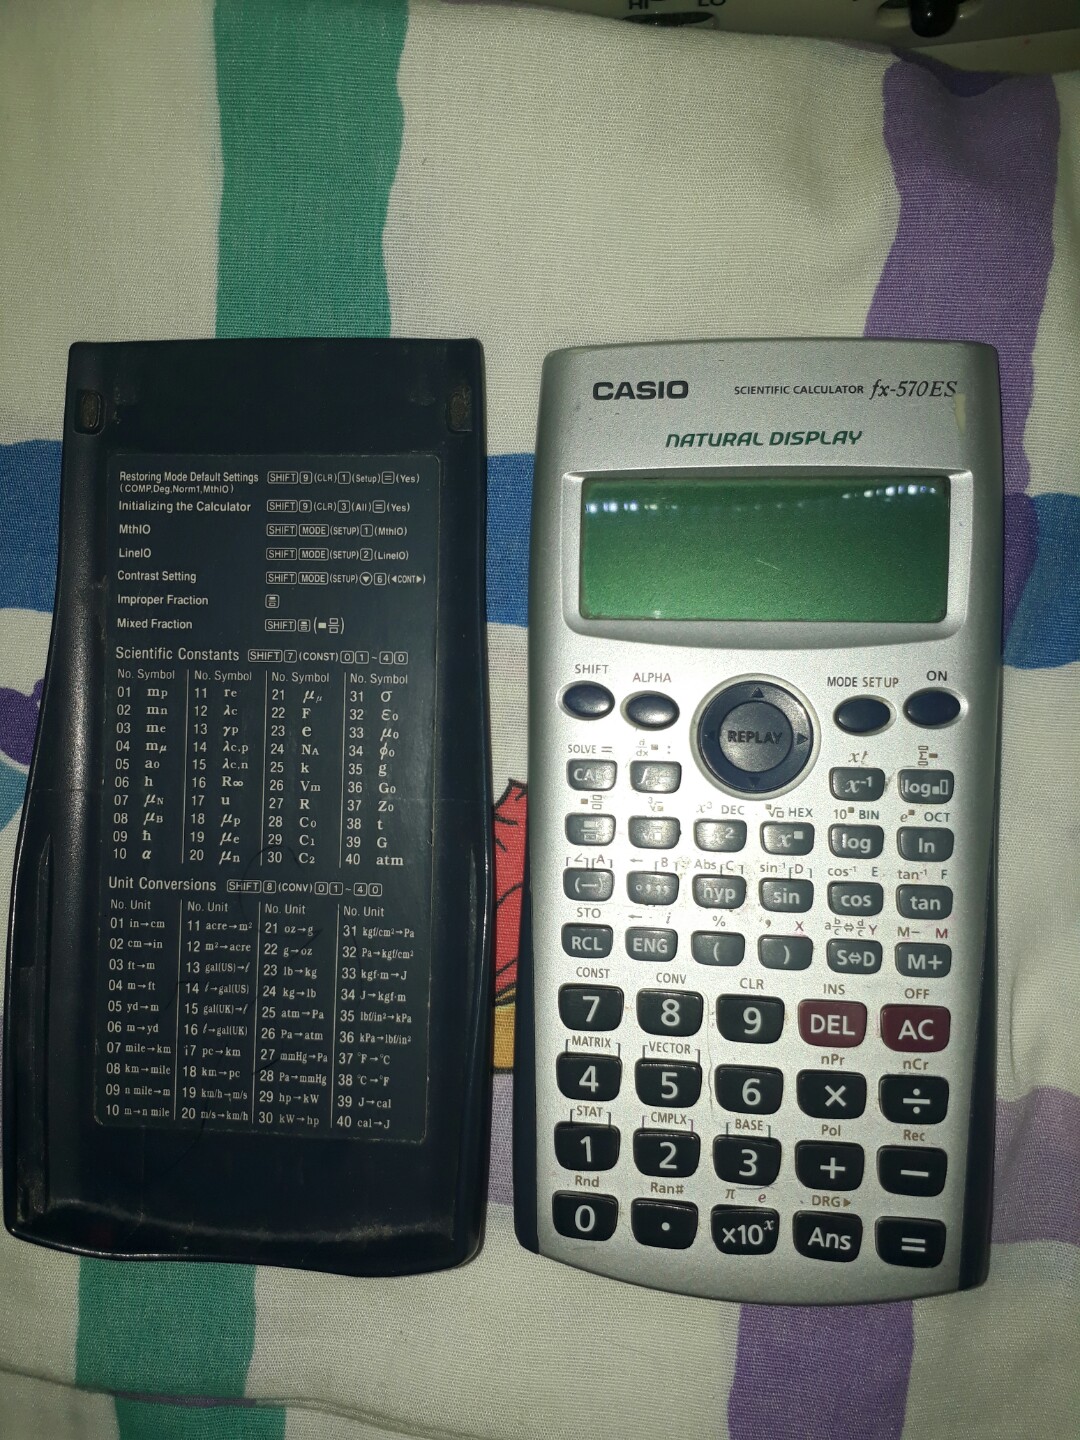 HI LO
Restoring Mode Default Settings SHIFT 9 (CLR) 1 (Setup) = (Yes)
(COMP,Deg,Norm1,MthIO)
Initializing the Calculator SHIFT 9 (CLR) 3 (All) = (Yes)
MthIO SHIFT MODE (SETUP) 1 (MthIO)
LineIO SHIFT MODE (SETUP) 2 (LineIO)
Contrast Setting SHIFT MODE (SETUP) ▼ 6 (◄CONT►)
Improper Fraction
Mixed Fraction SHIFT
Scientific Constants SHIFT 7 (CONST) 0 1 ~ 4 0
No. Symbol No. Symbol No. Symbol No. Symbol
01 mp 11 re 21 μμ 31 σ
02 mn 12 λc 22 F 32 ε0
03 me 13 γp 23 e 33 μ0
04 mμ 14 λc,p 24 NA 34 ϕ0
05 a0 15 λc,n 25 k 35 g
06 h 16 R∞ 26 Vm 36 G0
07 μN 17 u 27 R 37 Z0
08 μB 18 μp 28 C0 38 t
09 ħ 19 μe 29 C1 39 G
10 α 20 μn 30 C2 40 atm
Unit Conversions SHIFT 8 (CONV) 0 1 ~ 4 0
No. Unit No. Unit No. Unit No. Unit
01 in→cm 11 acre→m² 21 oz→g 31 kgf/cm²→Pa
02 cm→in 12 m²→acre 22 g→oz 32 Pa→kgf/cm²
03 ft→m 13 gal(US)→ℓ 23 lb→kg 33 kgf·m→J
04 m→ft 14 ℓ→gal(US) 24 kg→lb 34 J→kgf·m
05 yd→m 15 gal(UK)→ℓ 25 atm→Pa 35 lbf/in²→kPa
06 m→yd 16 ℓ→gal(UK) 26 Pa→atm 36 kPa→lbf/in²
07 mile→km 17 pc→km 27 mmHg→Pa 37 °F→°C
08 km→mile 18 km→pc 28 Pa→mmHg 38 °C→°F
09 n mile→m 19 km/h→m/s 29 hp→kW 39 J→cal
10 m→n mile 20 m/s→km/h 30 kW→hp 40 cal→J
CASIO SCIENTIFIC CALCULATOR fx-570ES
NATURAL DISPLAY
SHIFT ALPHA MODE SETUP ON
REPLAY
SOLVE = d/dx : x! Σ
CALC x⁻¹ log
³√ x³ DEC √ HEX 10 BIN e OCT
√ x² x log ln
∠ A ← B Abs C sin⁻¹ D cos⁻¹ E tan⁻¹ F
(−) °,,, hyp sin cos tan
STO ← i % , X a b/c⇔d/c Y M− M
RCL ENG ( ) S⇔D M+
CONST CONV CLR INS OFF
7 8 9 DEL AC
MATRIX VECTOR nPr nCr
4 5 6 × ÷
STAT CMPLX BASE Pol Rec
1 2 3 + −
Rnd Ran# π e DRG►
0 . ×10ˣ Ans =